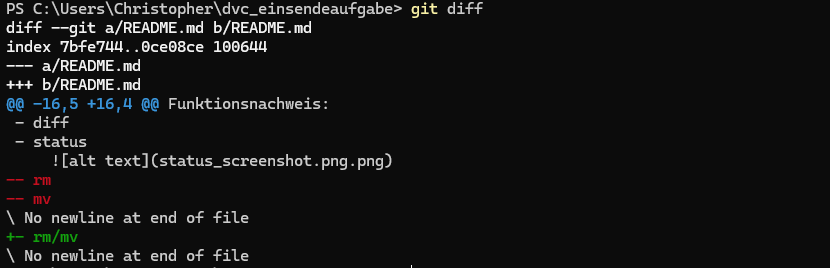 PS C:\Users\Christopher\dvc_einsendeaufgabe> git diff
diff --git a/README.md b/README.md
index 7bfe744..0ce08ce 100644
--- a/README.md
+++ b/README.md
@@ -16,5 +16,4 @@ Funktionsnachweis:
 - diff
 - status
     ![alt text](status_screenshot.png.png)
-- rm
-- mv
\ No newline at end of file
+- rm/mv
\ No newline at end of file